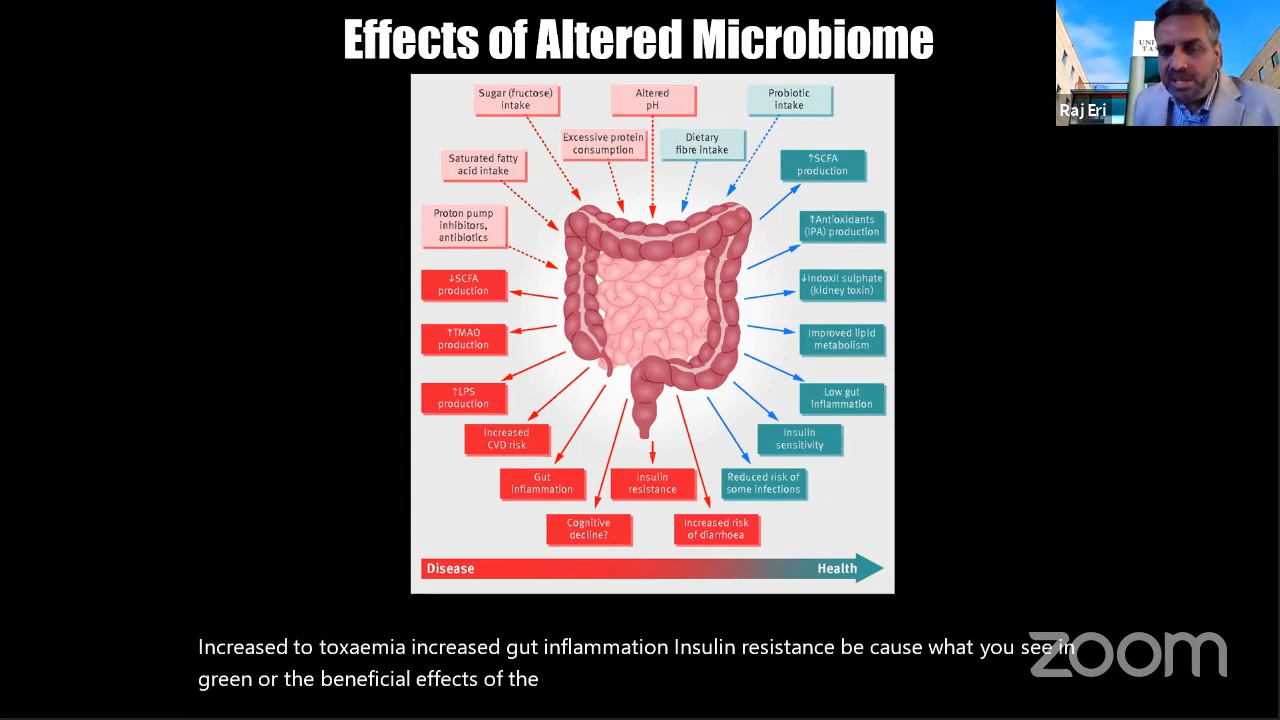 Effects of Altered Microbiome
Raj Eri
Sugar (fructose)
intake
Altered
pH
Probiotic
intake
Excessive protein
consumption
Dietary
fibre intake
Saturated fatty
acid intake
↑SCFA
production
Proton pump
inhibitors,
antibiotics
↑Antioxidants
(IPA) production
↓SCFA
production
↓Indoxil sulphate
(kidney toxin)
↑TMAO
production
Improved lipid
metabolism
↑LPS
production
Low gut
inflammation
Increased
CVD risk
Insulin
sensitivity
Gut
inflammation
Insulin
resistance
Reduced risk of
some infections
Cognitive
decline?
Increased risk
of diarrhoea
Disease
Health
Increased to toxaemia increased gut inflammation Insulin resistance be cause what you see in
green or the beneficial effects of the
zoom